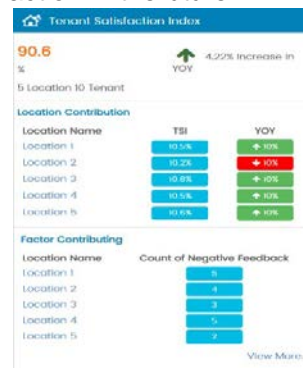 Tenant Satisfaction Index
90.6
%
4.22% Increase in
YOY
5 Location 10 Tenant
Location Contribution
Location Name TSI YOY
Location 1 10.5% 10%
Location 2 10.2% 10%
Location 3 10.8% 10%
Location 4 10.5% 10%
Location 5 10.6% 10%
Factor Contributing
Location Name Count of Negative Feedback
Location 1 5
Location 2 4
Location 3 3
Location 4 5
Location 5 2
View More